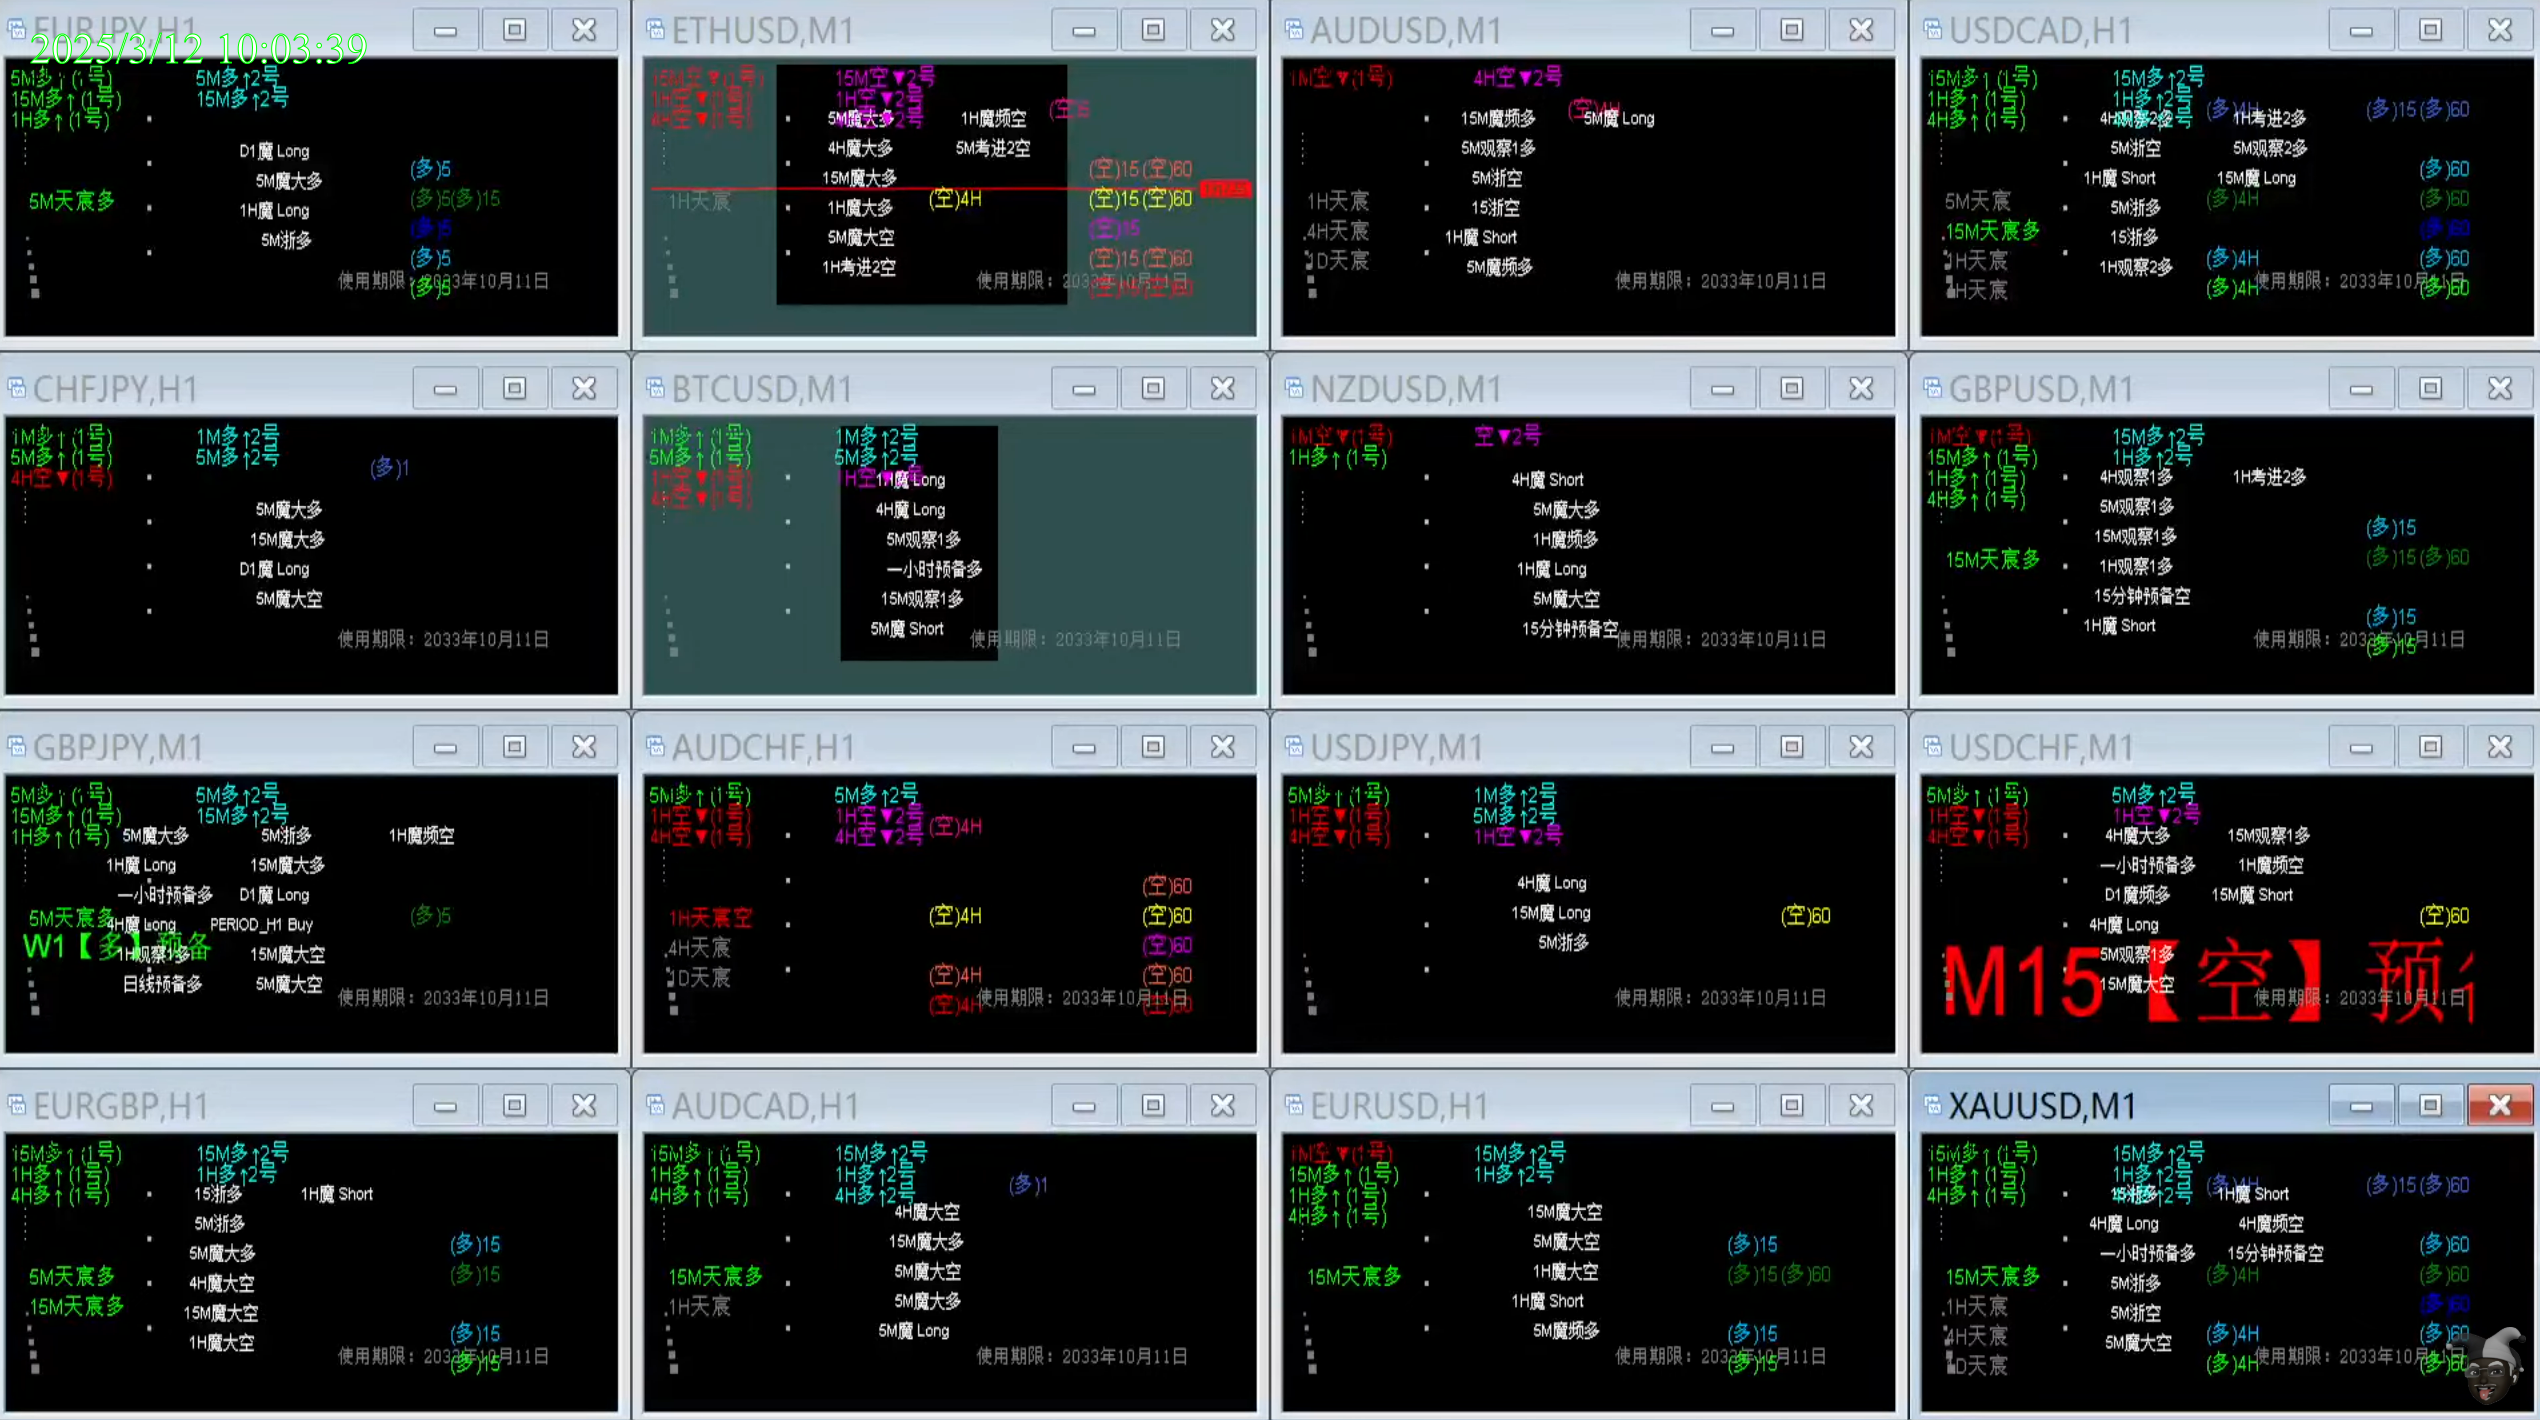 EURJPY,H1
2025/3/12 10:03:39
5M多↑(1号) 5M多↑2号
15M多↑(1号) 15M多↑2号
1H多↑(1号)
D1魔 Long
(多)5
5M魔大多
5M天宸多 (多)5(多)15
1H魔 Long
(多)5
5M浙多
(多)5
使用期限：2033年10月11日
(多)5
ETHUSD,M1
15M空▼(1号) 15M空▼2号
1H空▼(1号) 1H空▼2号
4H空▼(1号)
5M魔大多 1H魔频空
4H魔大多 5M考进2空
(空)15(空)60
15M魔大多
1H天宸 (空)4H (空)15(空)60
1H魔大多
(空)15
5M魔大空
(空)15(空)60
1H考进2空
使用期限：2033年10月11日
AUDUSD,M1
1M空▼(1号) 4H空▼2号
(空)4H
15M魔频多 5M魔 Long
5M观察1多
5M浙空
1H天宸 15浙空
4H天宸 1H魔 Short
1D天宸 5M魔频多
使用期限：2033年10月11日
USDCAD,H1
15M多↑(1号) 15M多↑2号
1H多↑(1号) 1H多↑2号
(多)4H (多)15(多)60
4H多↑(1号) 1H考进2多
5M浙空 5M观察2多
(多)60
1H魔 Short 15M魔 Long
5M天宸 5M浙多 (多)4H (多)60
15M天宸多 15浙多 (多)60
1H天宸 1H观察2多 (多)4H (多)60
4H天宸 (多)4H
使用期限：2033年10月11日
(多)60
CHFJPY,H1
1M多↑(1号) 1M多↑2号
5M多↑(1号) 5M多↑2号
4H空▼(1号) (多)1
5M魔大多
15M魔大多
D1魔 Long
5M魔大空
使用期限：2033年10月11日
BTCUSD,M1
1M多↑(1号) 1M多↑2号
5M多↑(1号) 5M多↑2号
1H空▼(1号)
4H空▼(1号)
1H魔 Long
4H魔 Long
5M观察1多
一小时预备多
15M观察1多
5M魔 Short
使用期限：2033年10月11日
NZDUSD,M1
1M空▼(1号) 空▼2号
1H多↑(1号)
4H魔 Short
5M魔大多
1H魔频多
1H魔 Long
5M魔大空
15分钟预备空
使用期限：2033年10月11日
GBPUSD,M1
1M空▼(1号) 15M多↑2号
15M多↑(1号) 1H多↑2号
1H多↑(1号) 4H观察1多 1H考进2多
4H多↑(1号) 5M观察1多
(多)15
15M观察1多
15M天宸多 1H观察1多 (多)15(多)60
15分钟预备空
(多)15
1H魔 Short
使用期限：2033年10月11日
(多)15
GBPJPY,M1
5M多↑(1号) 5M多↑2号
15M多↑(1号) 15M多↑2号
1H多↑(1号) 5M魔大多 5M浙多 1H魔频空
1H魔 Long 15M魔大多
一小时预备多 D1魔 Long
5M天宸多 4H魔 Long PERIOD_H1 Buy (多)5
W1【多】预备
1H观察1多 15M魔大空
日线预备多 5M魔大空
使用期限：2033年10月11日
AUDCHF,H1
5M多↑(1号) 5M多↑2号
1H空▼(1号) 1H空▼2号
4H空▼(1号) 4H空▼2号 (空)4H
(空)60
1H天宸空 (空)4H (空)60
4H天宸 (空)60
1D天宸 (空)4H (空)60
(空)4H
使用期限：2033年10月11日
(空)60
USDJPY,M1
5M多↑(1号) 1M多↑2号
1H空▼(1号) 5M多↑2号
4H空▼(1号) 1H空▼2号
4H魔 Long
15M魔 Long (空)60
5M浙多
使用期限：2033年10月11日
USDCHF,M1
5M多↑(1号) 5M多↑2号
1H空▼(1号) 1H空▼2号
4H空▼(1号) 4H魔大多 15M观察1多
一小时预备多 1H魔频空
D1魔频多 15M魔 Short
4H魔 Long (空)60
5M观察1多
M15【空】预
15M魔大空
使用期限：2033年10月11日
EURGBP,H1
15M多↑(1号) 15M多↑2号
1H多↑(1号) 1H多↑2号
4H多↑(1号) 15浙多 1H魔 Short
5M浙多
(多)15
5M魔大多
5M天宸多 4H魔大空 (多)15
15M天宸多 15M魔大空
(多)15
1H魔大空
使用期限：2033年10月11日
(多)15
AUDCAD,H1
15M多↑(1号) 15M多↑2号
1H多↑(1号) 1H多↑2号
4H多↑(1号) 4H多↑2号 (多)1
4H魔大空
15M魔大多
15M天宸多 5M魔大空
1H天宸 5M魔大多
5M魔 Long
使用期限：2033年10月11日
EURUSD,H1
1M空▼(1号) 15M多↑2号
15M多↑(1号) 1H多↑2号
1H多↑(1号)
4H多↑(1号) 15M魔大空
5M魔大空 (多)15
15M天宸多 1H魔大空 (多)15(多)60
1H魔 Short
5M魔频多 (多)15
使用期限：2033年10月11日
(多)15
XAUUSD,M1
15M多↑(1号) 15M多↑2号
1H多↑(1号) 1H多↑2号
(多)4H (多)15(多)60
4H多↑(1号) 1H魔 Short
4H魔 Long 4H魔频空
(多)60
一小时预备多 15分钟预备空
15M天宸多 5M浙多 (多)4H (多)60
1H天宸 5M浙空 (多)60
4H天宸 5M魔大空 (多)4H (多)60
1D天宸 (多)4H
使用期限：2033年10月11日
(多)60